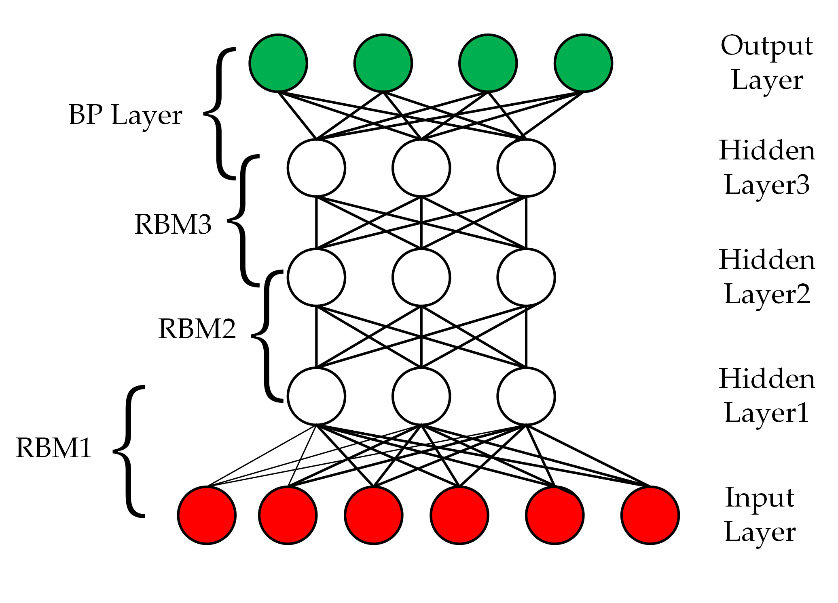 Output
Layer
BP Layer
Hidden
Layer3
RBM3
Hidden
Layer2
RBM2
Hidden
Layer1
RBM1
Input
Layer